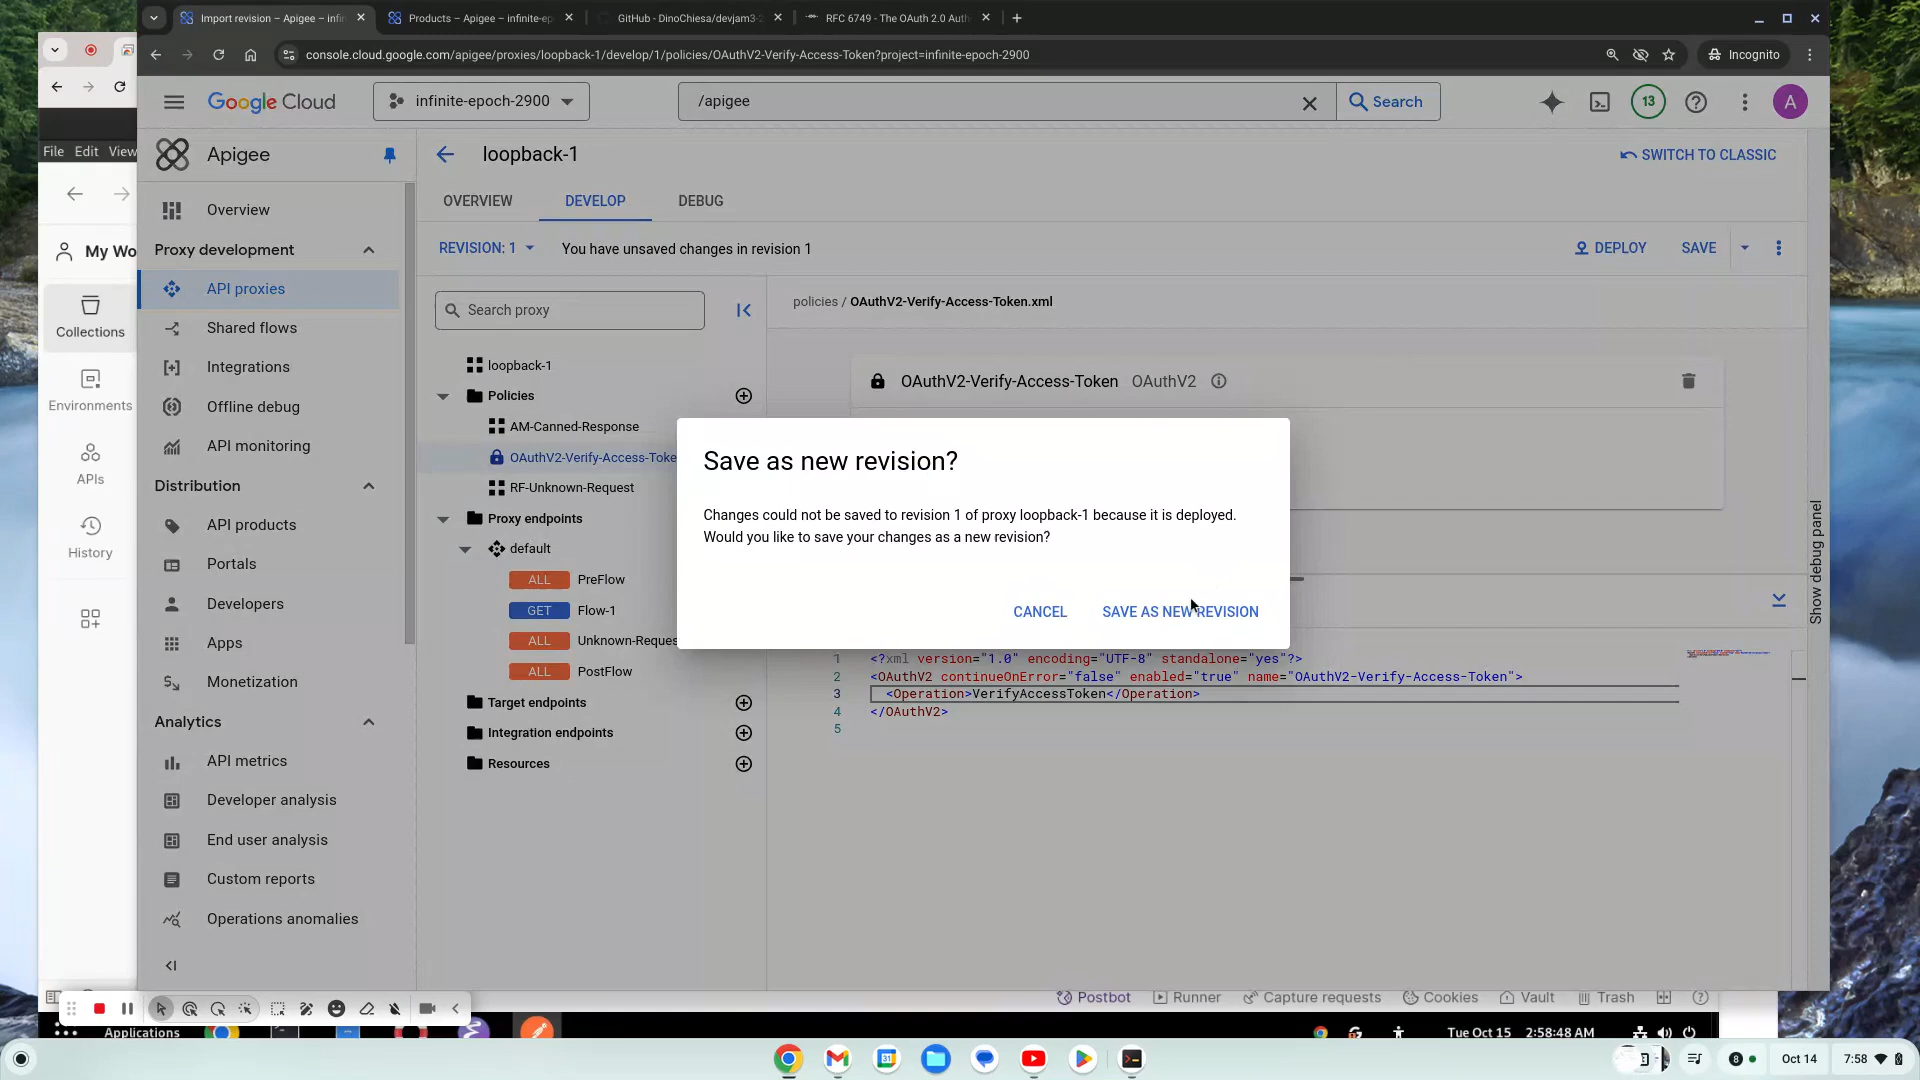 Import revision – Apigee – infin
Products – Apigee – infinite-ep
GitHub - DinoChiesa/devjam3-
RFC 6749 - The OAuth 2.0 Auth
console.cloud.google.com/apigee/proxies/loopback-1/develop/1/policies/OAuthV2-Verify-Access-Token?project=infinite-epoch-2900
Incognito
Google Cloud
infinite-epoch-2900
/apigee
Search
13
A
File Edit View
My Wo
Collections
Environments
APIs
History
Apigee
Overview
Proxy development
API proxies
Shared flows
Integrations
Offline debug
API monitoring
Distribution
API products
Portals
Developers
Apps
Monetization
Analytics
API metrics
Developer analysis
End user analysis
Custom reports
Operations anomalies
loopback-1
SWITCH TO CLASSIC
OVERVIEW
DEVELOP
DEBUG
REVISION: 1
You have unsaved changes in revision 1
DEPLOY
SAVE
Search proxy
loopback-1
Policies
AM-Canned-Response
OAuthV2-Verify-Access-Toke
RF-Unknown-Request
Proxy endpoints
default
ALL PreFlow
GET Flow-1
ALL Unknown-Reques
ALL PostFlow
Target endpoints
Integration endpoints
Resources
policies / OAuthV2-Verify-Access-Token.xml
OAuthV2-Verify-Access-Token OAuthV2
Save as new revision?
Changes could not be saved to revision 1 of proxy loopback-1 because it is deployed.
Would you like to save your changes as a new revision?
CANCEL
SAVE AS NEW REVISION
Show debug panel
1 <?xml version="1.0" encoding="UTF-8" standalone="yes"?>
2 <OAuthV2 continueOnError="false" enabled="true" name="OAuthV2-Verify-Access-Token">
3 <Operation>VerifyAccessToken</Operation>
4 </OAuthV2>
5
Postbot
Runner
Capture requests
Cookies
Vault
Trash
Applications
Tue Oct 15 2:58:48 AM
8
Oct 14
7:58